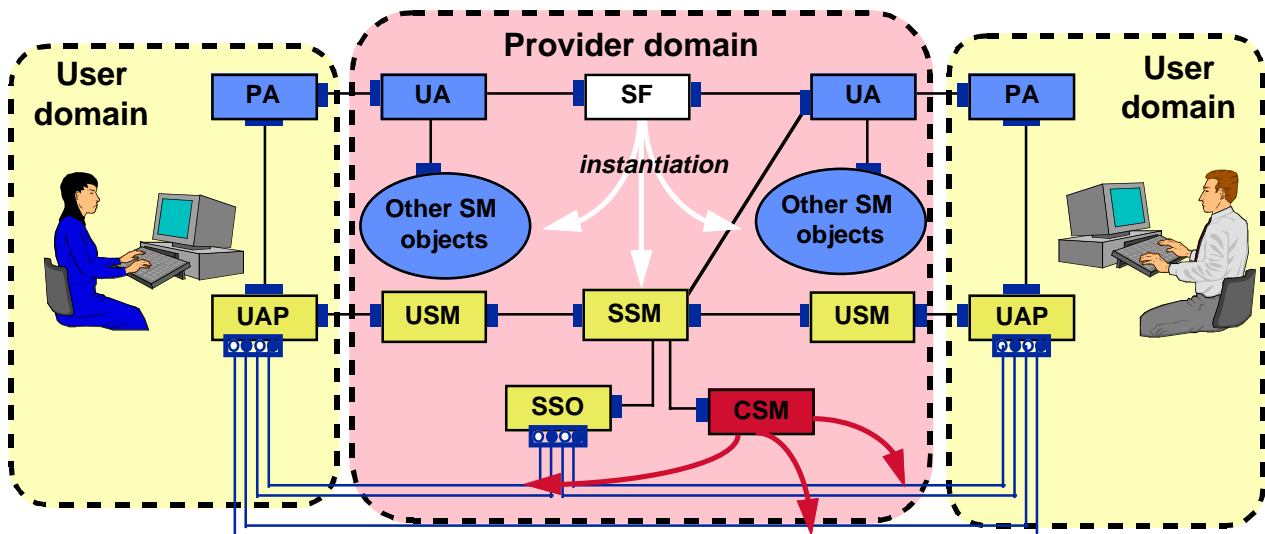 Provider domain
User
domain
User
domain
PA
UA
SF
UA
PA
instantiation
Other SM
objects
Other SM
objects
UAP
USM
SSM
USM
UAP
SSO
CSM